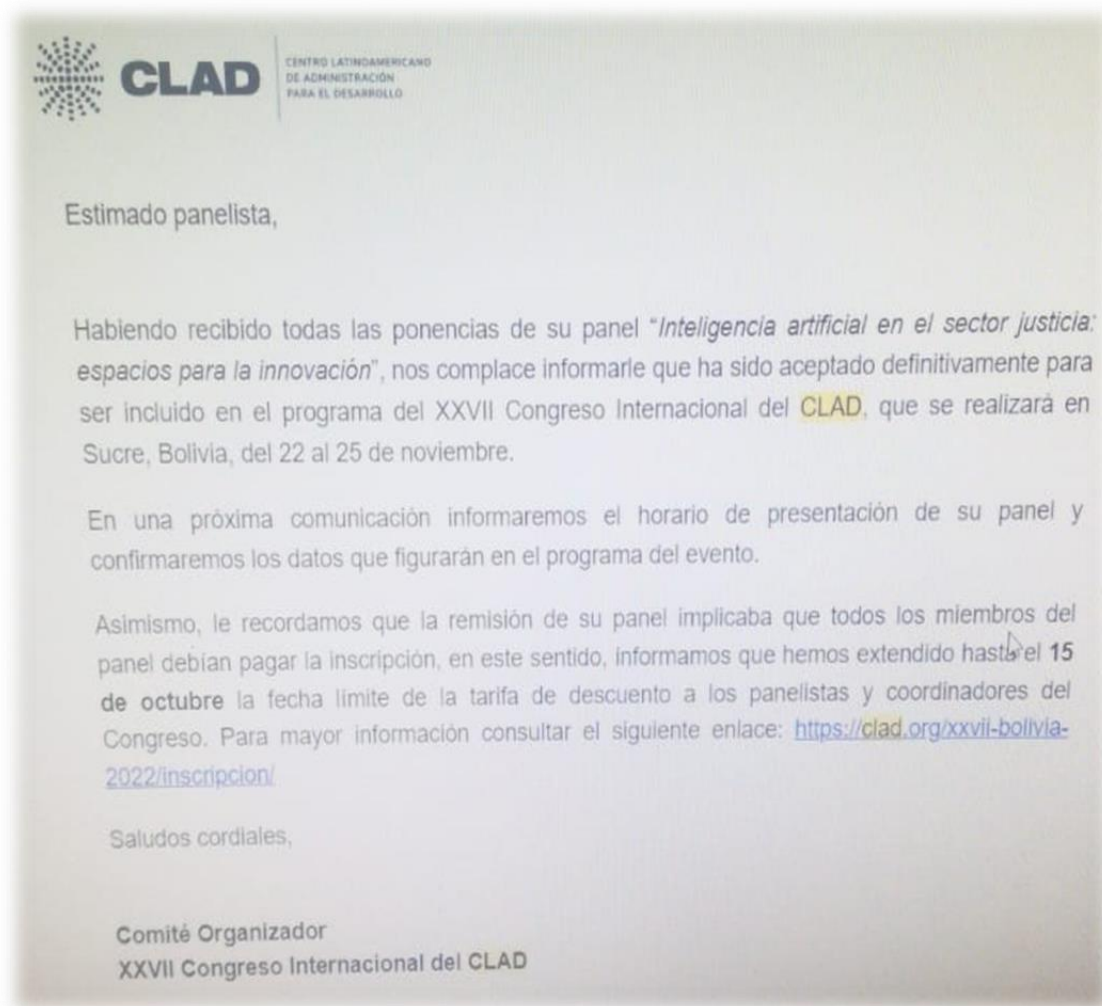 CLAD
CENTRO LATINOAMERICANO
DE ADMINISTRACIÓN
PARA EL DESARROLLO
Estimado panelista,
Habiendo recibido todas las ponencias de su panel "Inteligencia artificial en el sector justicia:
espacios para la innovación", nos complace informarle que ha sido aceptado definitivamente para
ser incluido en el programa del XXVII Congreso Internacional del CLAD, que se realizará en
Sucre, Bolivia, del 22 al 25 de noviembre.
En una próxima comunicación informaremos el horario de presentación de su panel y
confirmaremos los datos que figurarán en el programa del evento.
Asimismo, le recordamos que la remisión de su panel implicaba que todos los miembros del
panel debían pagar la inscripción, en este sentido, informamos que hemos extendido hasta el 15
de octubre la fecha límite de la tarifa de descuento a los panelistas y coordinadores del
Congreso. Para mayor información consultar el siguiente enlace: https://clad.org/xxvii-bolivia-
2022/inscripcion/
Saludos cordiales,
Comité Organizador
XXVII Congreso Internacional del CLAD